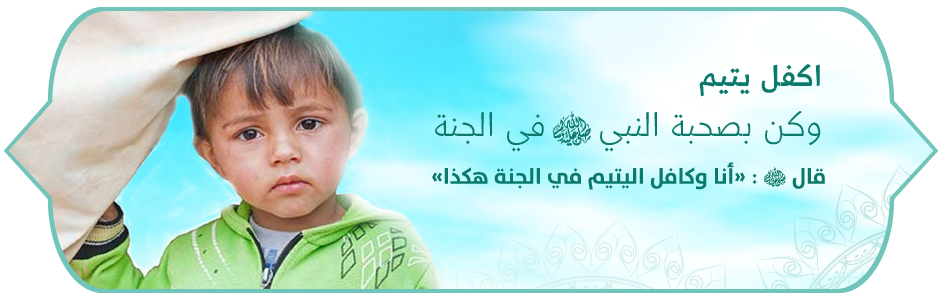 اكفل يتيم
وكن بصحبة النبي ﷺ في الجنة
قال ﷺ : «أنا وكافل اليتيم في الجنة هكذا»